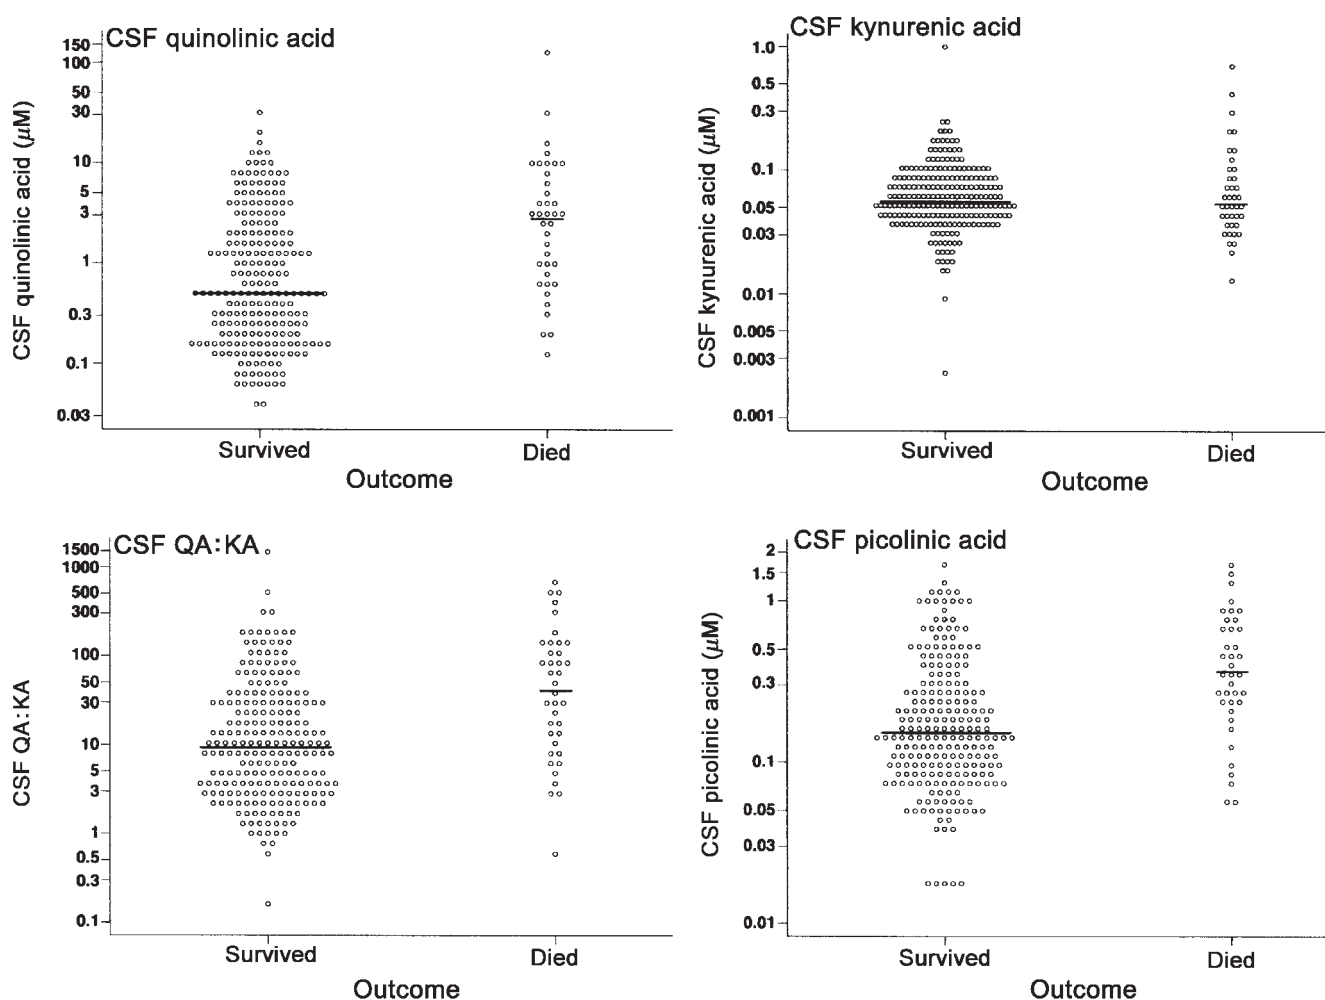 CSF quinolinic acid
CSF quinolinic acid (μM)
150
100
50
30
10
5
3
1
0.3
0.1
0.03
Survived
Died
Outcome
CSF kynurenic acid
CSF kynurenic acid (μM)
1.0
0.5
0.3
0.1
0.05
0.03
0.01
0.005
0.003
0.001
Survived
Died
Outcome
CSF QA:KA
CSF QA:KA
1500
1000
500
300
100
50
30
10
5
3
1
0.5
0.3
0.1
Survived
Died
Outcome
CSF picolinic acid
CSF picolinic acid (μM)
2
1.5
1
0.5
0.3
0.1
0.05
0.03
0.01
Survived
Died
Outcome